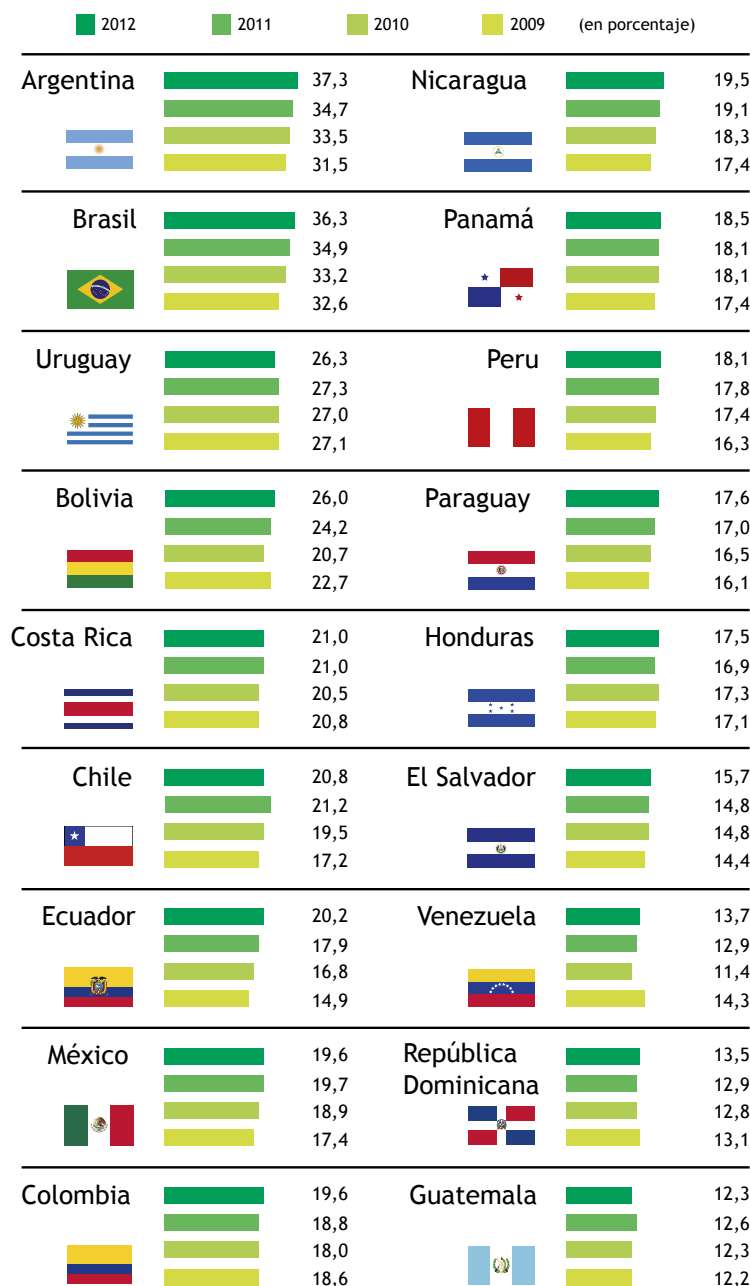 2012 2011 2010 2009 (en porcentaje)
Argentina 37,3
34,7
33,5
31,5
Nicaragua 19,5
19,1
18,3
17,4
Brasil 36,3
34,9
33,2
32,6
Panamá 18,5
18,1
18,1
17,4
Uruguay 26,3
27,3
27,0
27,1
Peru 18,1
17,8
17,4
16,3
Bolivia 26,0
24,2
20,7
22,7
Paraguay 17,6
17,0
16,5
16,1
Costa Rica 21,0
21,0
20,5
20,8
Honduras 17,5
16,9
17,3
17,1
Chile 20,8
21,2
19,5
17,2
El Salvador 15,7
14,8
14,8
14,4
Ecuador 20,2
17,9
16,8
14,9
Venezuela 13,7
12,9
11,4
14,3
México 19,6
19,7
18,9
17,4
República 13,5
Dominicana 12,9
12,8
13,1
Colombia 19,6
18,8
18,0
18,6
Guatemala 12,3
12,6
12,3
12,2